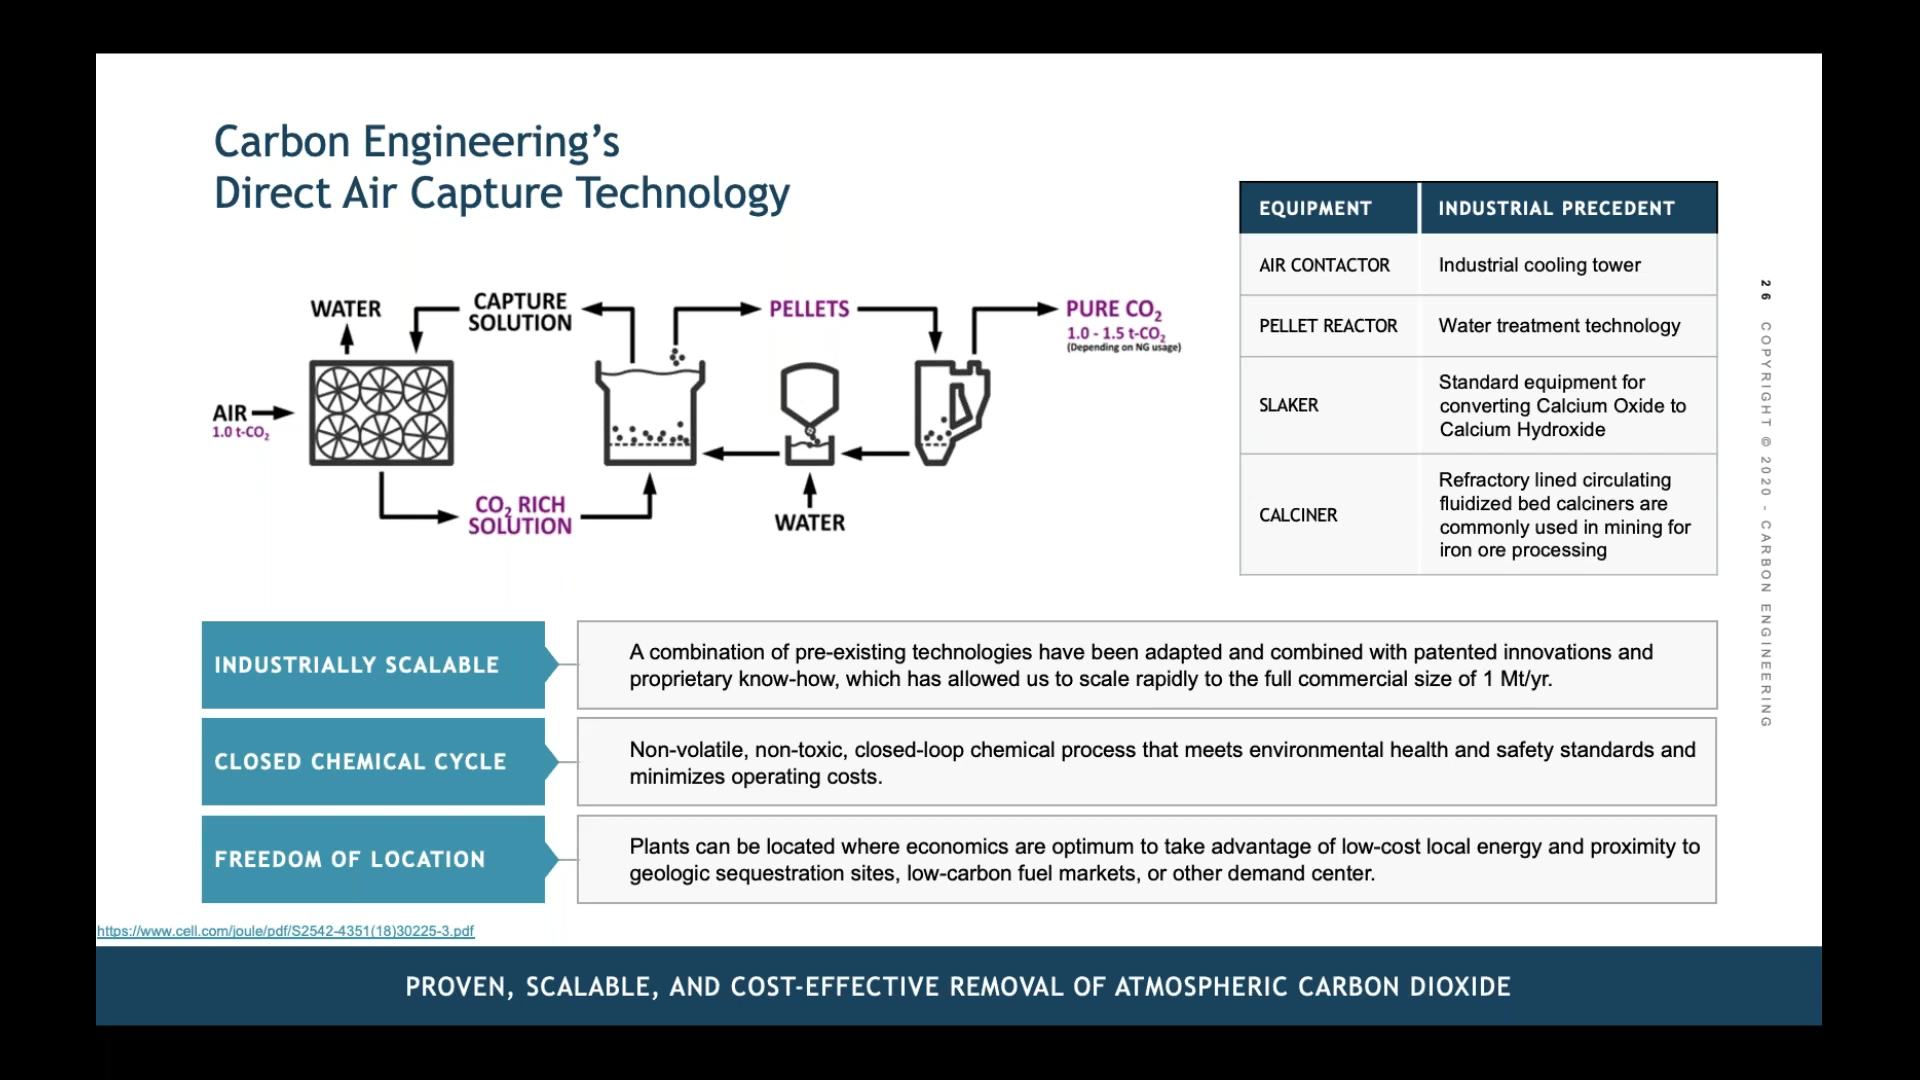 Carbon Engineering’s
Direct Air Capture Technology
WATER
CAPTURE
SOLUTION
PELLETS
PURE CO₂
1.0 - 1.5 t-CO₂
(Depending on NG usage)
AIR
1.0 t-CO₂
CO₂ RICH
SOLUTION
WATER
EQUIPMENT INDUSTRIAL PRECEDENT
AIR CONTACTOR Industrial cooling tower
PELLET REACTOR Water treatment technology
SLAKER
Standard equipment for
converting Calcium Oxide to
Calcium Hydroxide
CALCINER
Refractory lined circulating
fluidized bed calciners are
commonly used in mining for
iron ore processing
26 COPYRIGHT © 2020 - CARBON ENGINEERING
INDUSTRIALLY SCALABLE
A combination of pre-existing technologies have been adapted and combined with patented innovations and
proprietary know-how, which has allowed us to scale rapidly to the full commercial size of 1 Mt/yr.
CLOSED CHEMICAL CYCLE
Non-volatile, non-toxic, closed-loop chemical process that meets environmental health and safety standards and
minimizes operating costs.
FREEDOM OF LOCATION
Plants can be located where economics are optimum to take advantage of low-cost local energy and proximity to
geologic sequestration sites, low-carbon fuel markets, or other demand center.
https://www.cell.com/joule/pdf/S2542-4351(18)30225-3.pdf
PROVEN, SCALABLE, AND COST-EFFECTIVE REMOVAL OF ATMOSPHERIC CARBON DIOXIDE